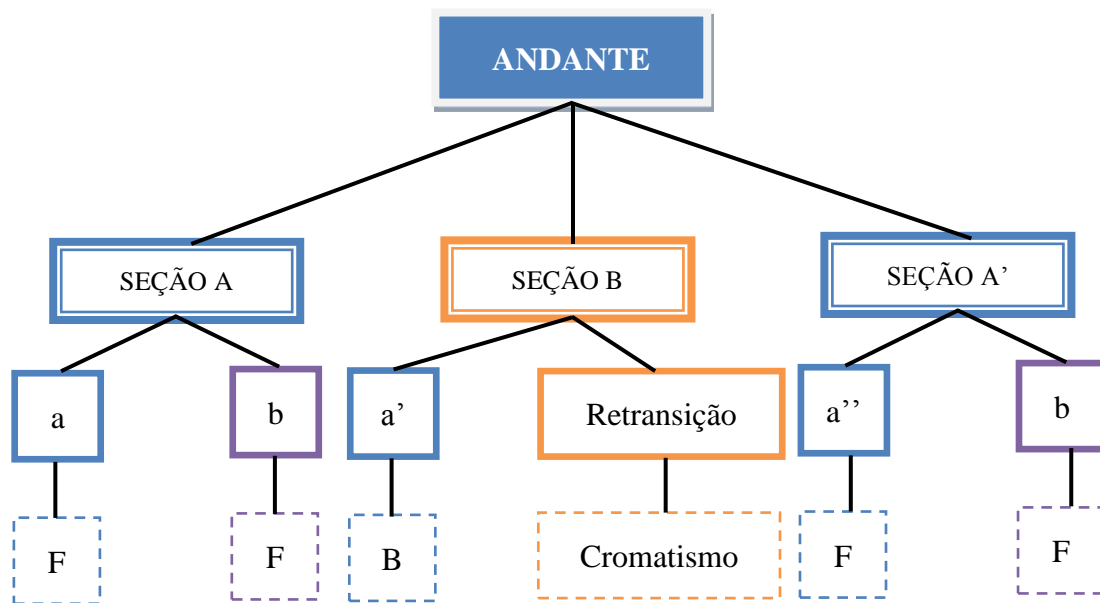 ANDANTE
SEÇÃO A
SEÇÃO B
SEÇÃO A’
a
b
a’
Retransição
a’’
b
F
F
B
Cromatismo
F
F